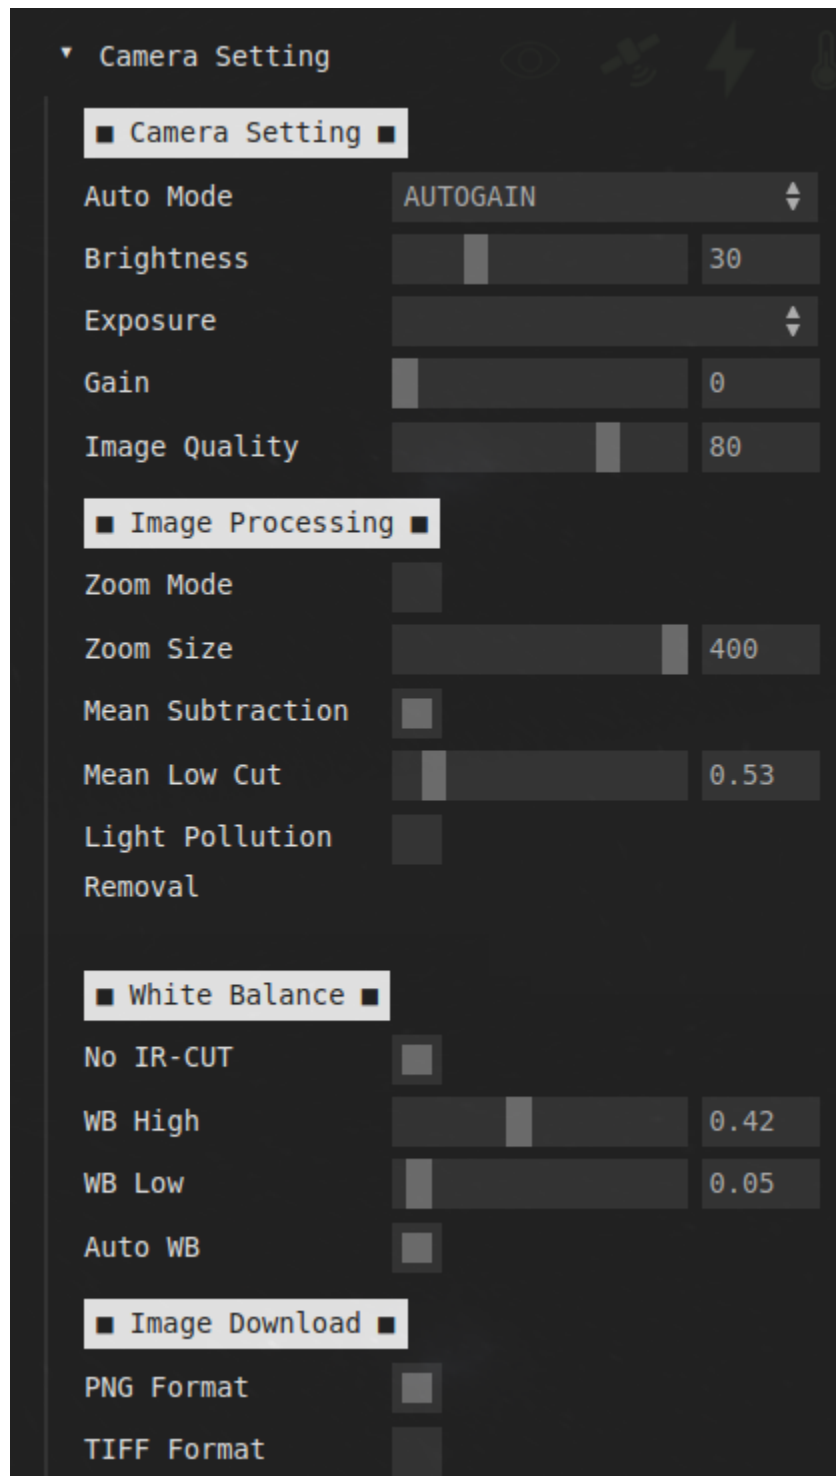 ▼ Camera Setting
■ Camera Setting ■
Auto Mode AUTOGAIN
Brightness 30
Exposure
Gain 0
Image Quality 80
■ Image Processing ■
Zoom Mode
Zoom Size 400
Mean Subtraction
Mean Low Cut 0.53
Light Pollution
Removal
■ White Balance ■
No IR-CUT
WB High 0.42
WB Low 0.05
Auto WB
■ Image Download ■
PNG Format
TIFF Format